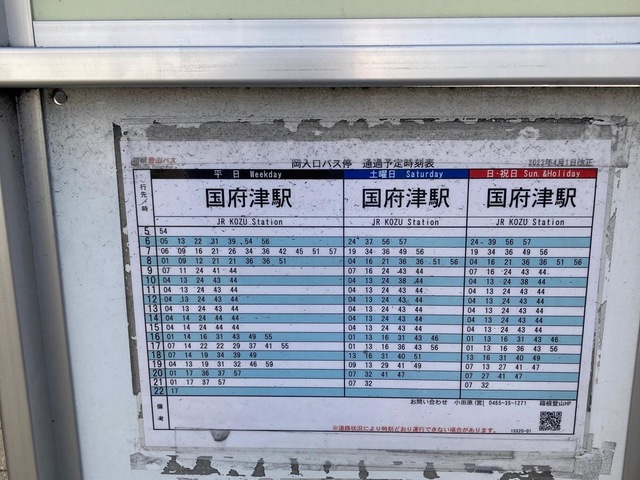 箱根登山バス 岡入口バス停 通過予定時刻表 2023年4月1日改正
行先/時 平日 Weekday 土曜日 Saturday 日・祝日 Sun.&Holiday
国府津駅 国府津駅 国府津駅
JR KOZU Station JR KOZU Station JR KOZU Station
5 54
6 05 13 22 31 39 54 56 24 37 56 57 24 39 56 57
7 06 09 16 21 26 34 36 42 45 51 57 19 34 36 49 56 19 34 36 49 56
8 01 09 12 21 21 36 36 51 04 16 21 36 36 51 56 04 16 21 36 36 51 56
9 07 11 24 41 44 07 16 24 43 44 07 16 24 43 44
10 04 13 24 43 44 04 13 24 38 44 04 13 24 38 44
11 04 13 24 43 44 04 13 24 43 44 04 13 24 43 44
12 04 13 24 43 44 04 13 24 43 44 04 13 24 43 44
13 04 13 24 43 44 04 13 24 43 44 04 13 24 43 44
14 04 14 24 44 44 04 13 24 43 44 04 13 24 43 44
15 04 14 24 44 44 04 13 24 43 44 04 13 24 43 44
16 01 14 16 31 43 49 55 01 13 16 31 43 46 01 13 16 31 43 46
17 07 14 22 22 29 37 41 55 01 13 16 36 43 56 01 13 16 36 43 56
18 07 14 19 34 39 49 13 16 31 40 51 13 16 31 40 49
19 04 13 19 31 32 46 59 09 13 29 41 49 13 27 41 49
20 01 17 36 37 57 07 32 41 47 07 27 41 47
21 01 17 37 57 07 32 07 32
22 17
備考 お問い合わせ 小田原(営) 0465-35-1271 箱根登山HP
※道路状況により時刻どおり運行できない場合があります。 15520-01